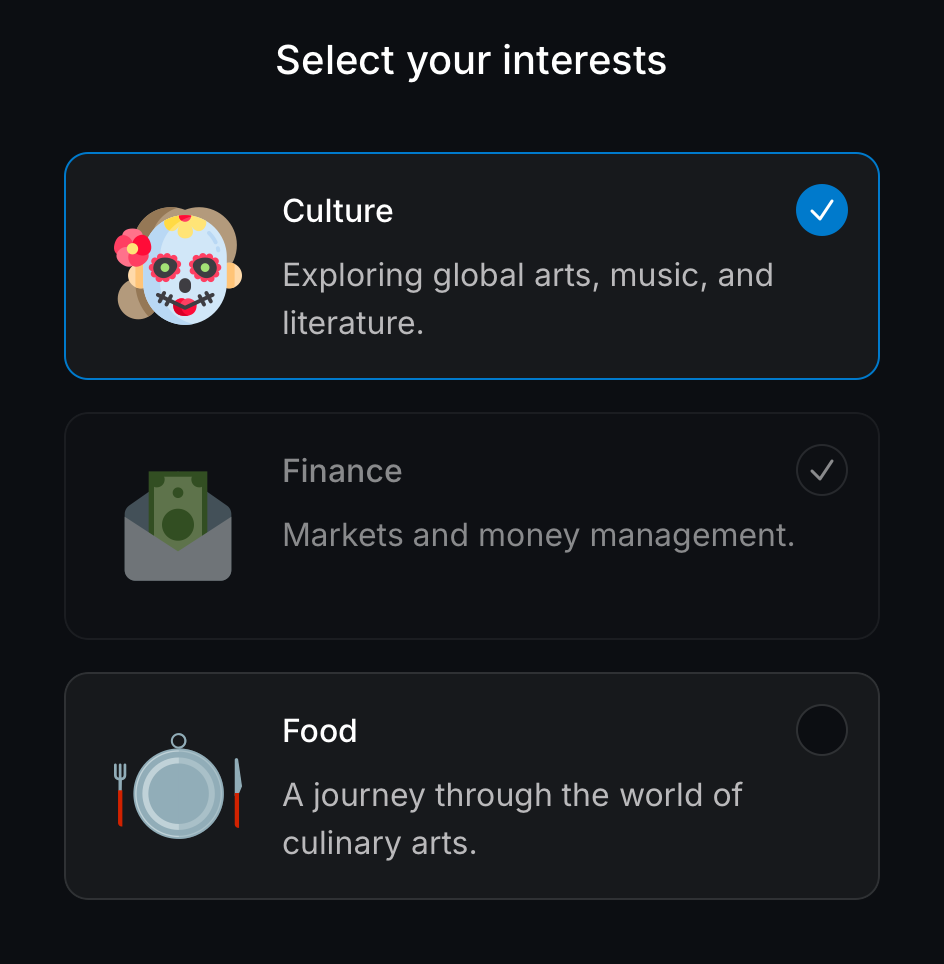 Select your interests
Culture
Exploring global arts, music, and
literature.
Finance
Markets and money management.
Food
A journey through the world of
culinary arts.